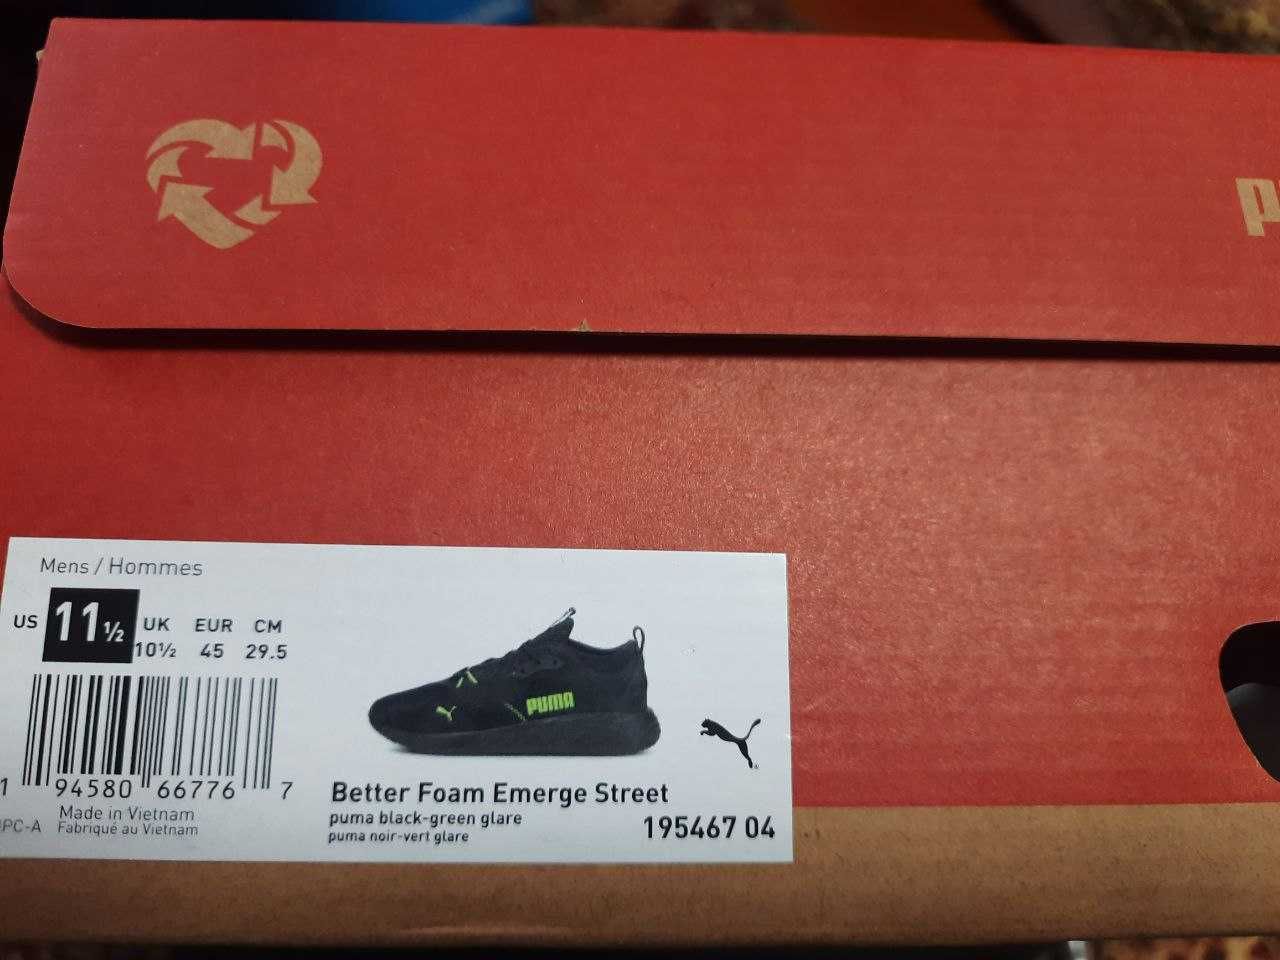 Mens / Hommes
US 11½ UK EUR CM
10½ 45 29.5
PUMA
1 94580 66776 7
Made in Vietnam
Fabriqué au Vietnam
Better Foam Emerge Street
puma black-green glare
puma noir-vert glare
195467 04